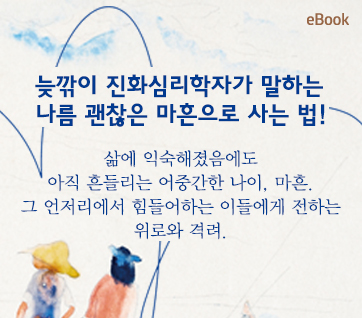 eBook
늦깎이 진화심리학자가 말하는
나름 괜찮은 마흔으로 사는 법!
삶에 익숙해졌음에도
아직 흔들리는 어중간한 나이, 마흔.
그 언저리에서 힘들어하는 이들에게 전하는
위로와 격려.